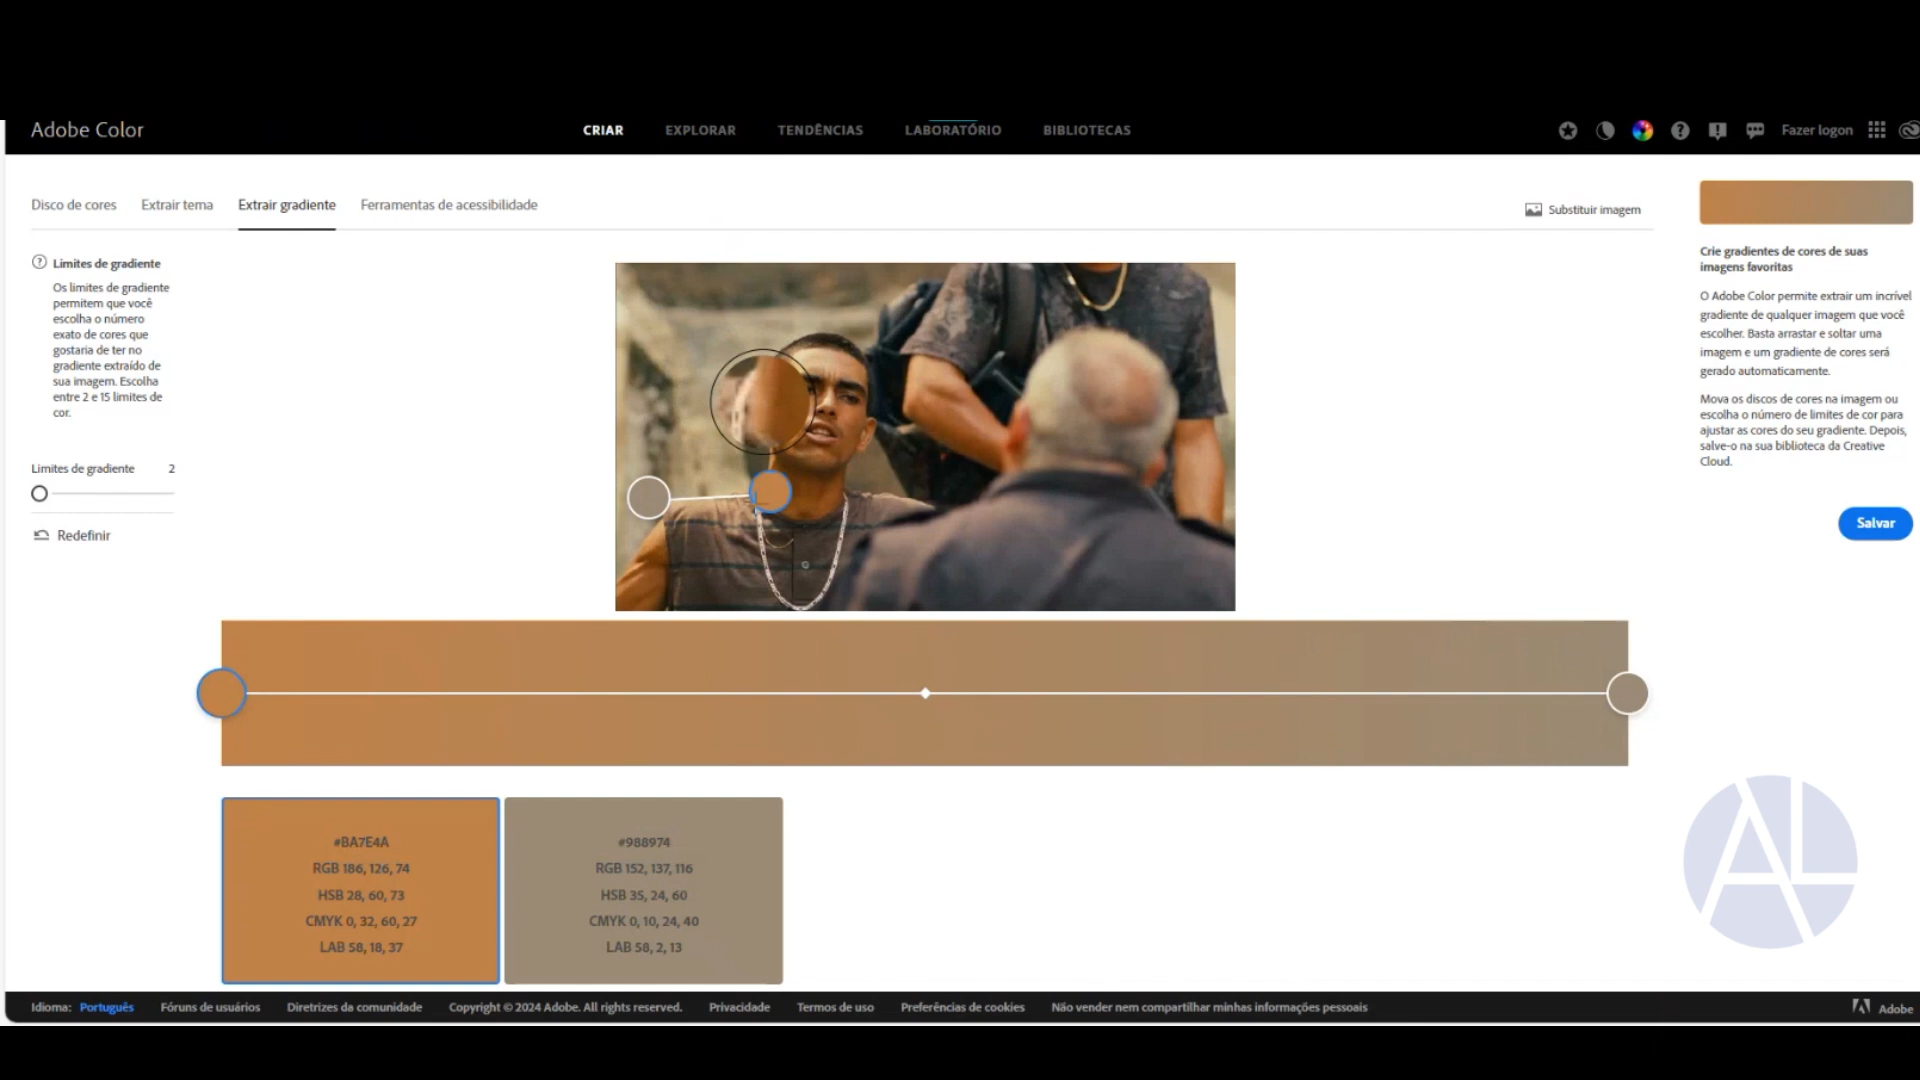 Adobe Color
CRIAR
EXPLORAR
TENDÊNCIAS
LABORATÓRIO
BIBLIOTECAS
Fazer logon
Disco de cores
Extrair tema
Extrair gradiente
Ferramentas de acessibilidade
Substituir imagem
Limites de gradiente
Os limites de gradiente
permitem que você
escolha o número
exato de cores que
gostaria de ter no
gradiente extraído de
sua imagem. Escolha
entre 2 e 15 limites de
cor.
Limites de gradiente 2
Redefinir
Crie gradientes de cores de suas
imagens favoritas
O Adobe Color permite extrair um incrível
gradiente de qualquer imagem que você
escolher. Basta arrastar e soltar uma
imagem e um gradiente de cores será
gerado automaticamente.
Mova os discos de cores na imagem ou
escolha o número de limites de cor para
ajustar as cores do seu gradiente. Depois,
salve-o na sua biblioteca da Creative
Cloud.
Salvar
#BA7E4A
RGB 186, 126, 74
HSB 28, 60, 73
CMYK 0, 32, 60, 27
LAB 58, 18, 37
#988974
RGB 152, 137, 116
HSB 35, 24, 60
CMYK 0, 10, 24, 40
LAB 58, 2, 13
AL
Idioma: Português
Fóruns de usuários
Diretrizes da comunidade
Copyright © 2024 Adobe. All rights reserved.
Privacidade
Termos de uso
Preferências de cookies
Não vender nem compartilhar minhas informações pessoais
Adobe